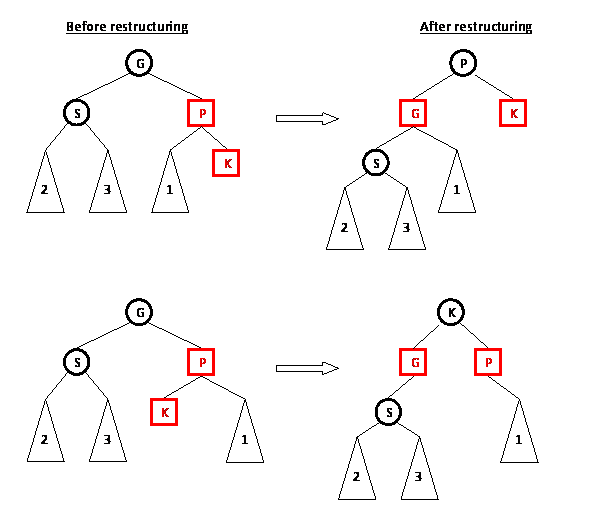 Before restructuring After restructuring
G P
S P G K
K S
2 3 1 1
2 3
G K
S P G P
K S
2 3 1 1
2 3